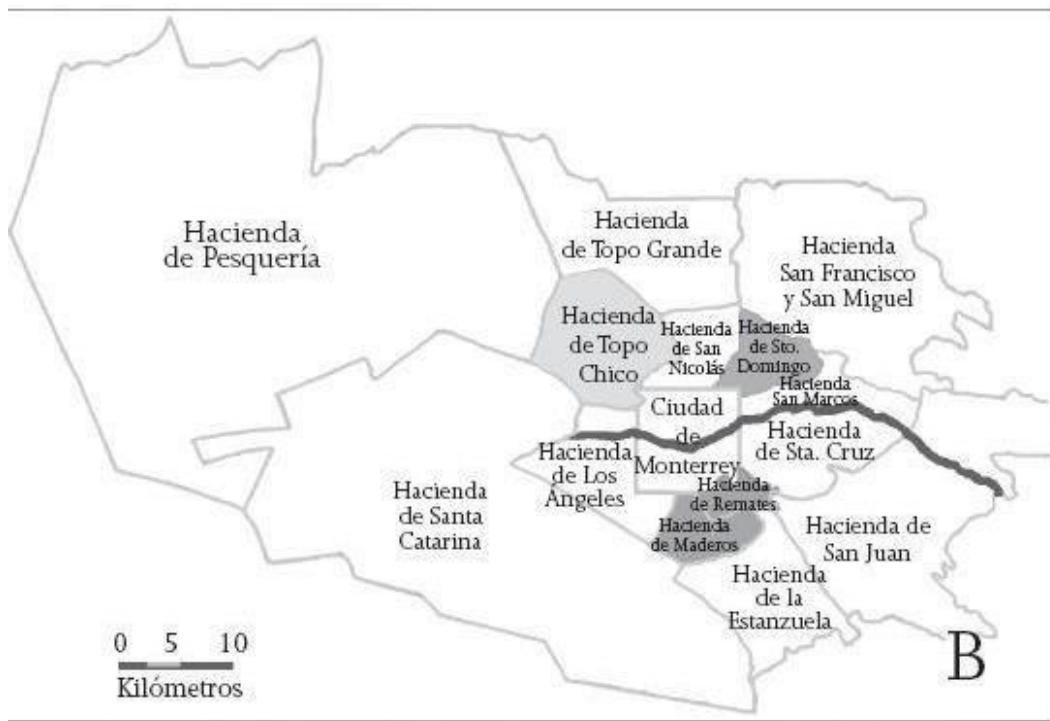 Hacienda
de Pesquería
Hacienda
de Topo Grande
Hacienda
San Francisco
y San Miguel
Hacienda
de Topo
Chico
Hacienda
de San
Nicolás
Hacienda
de Sto.
Domingo
Hacienda
San Marcos
Ciudad
de
Monterrey
Hacienda
de Sta. Cruz
Hacienda
de Los
Ángeles
Hacienda
de Remates
Hacienda
de Maderos
Hacienda
de Santa
Catarina
Hacienda de
San Juan
Hacienda
de la
Estanzuela
0 5 10
Kilómetros
B